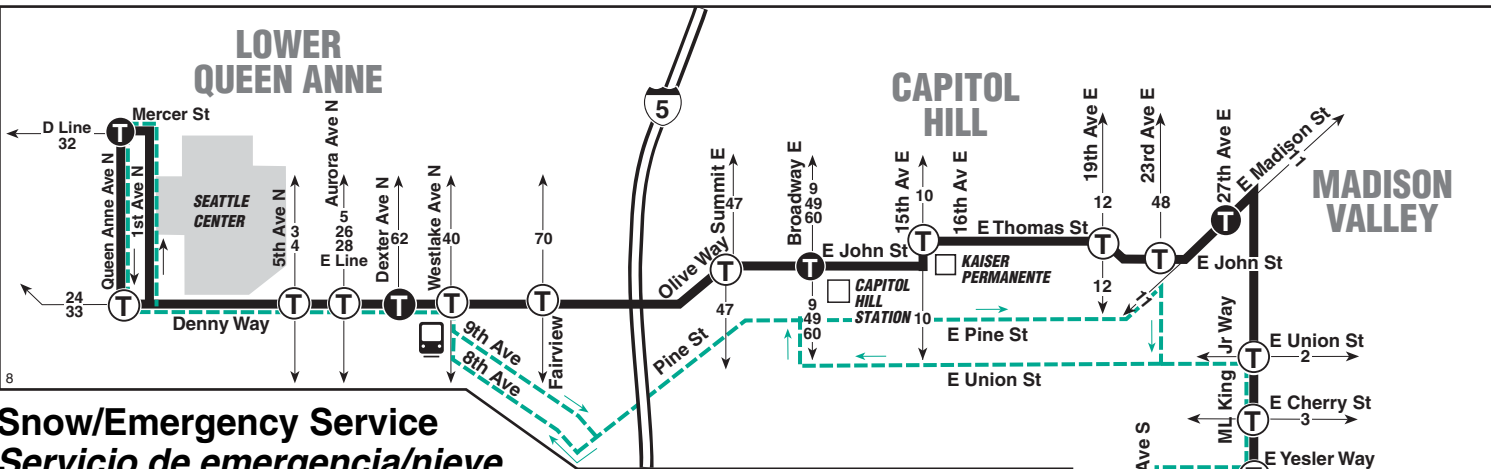 LOWER
QUEEN ANNE
CAPITOL
HILL
MADISON
VALLEY
5
Mercer St
D Line
32
T
Queen Anne Ave N
1st Ave N
SEATTLE
CENTER
24
33
T
Denny Way
5th Ave N
3
4
T
Aurora Ave N
5
26
28
E Line
T
Dexter Ave N
62
T
Westlake Ave N
40
T
9th Ave
8th Ave
70
T
Fairview
Olive Way
Summit E
47
T
47
Pine St
Broadway E
9
49
60
T
9
49
60
E John St
CAPITOL
HILL
STATION
15th Av E
10
T
10
16th Av E
KAISER
PERMANENTE
E Thomas St
19th Ave E
12
T
12
23rd Ave E
48
T
27th Ave E
T
E Madison St
11
E John St
11
E Pine St
E Union St
ML King Jr Way
T
E Union St
2
T
E Cherry St
3
E Yesler Way
Ave S
8
Snow/Emergency Service
Servicio de emergencia/nieve